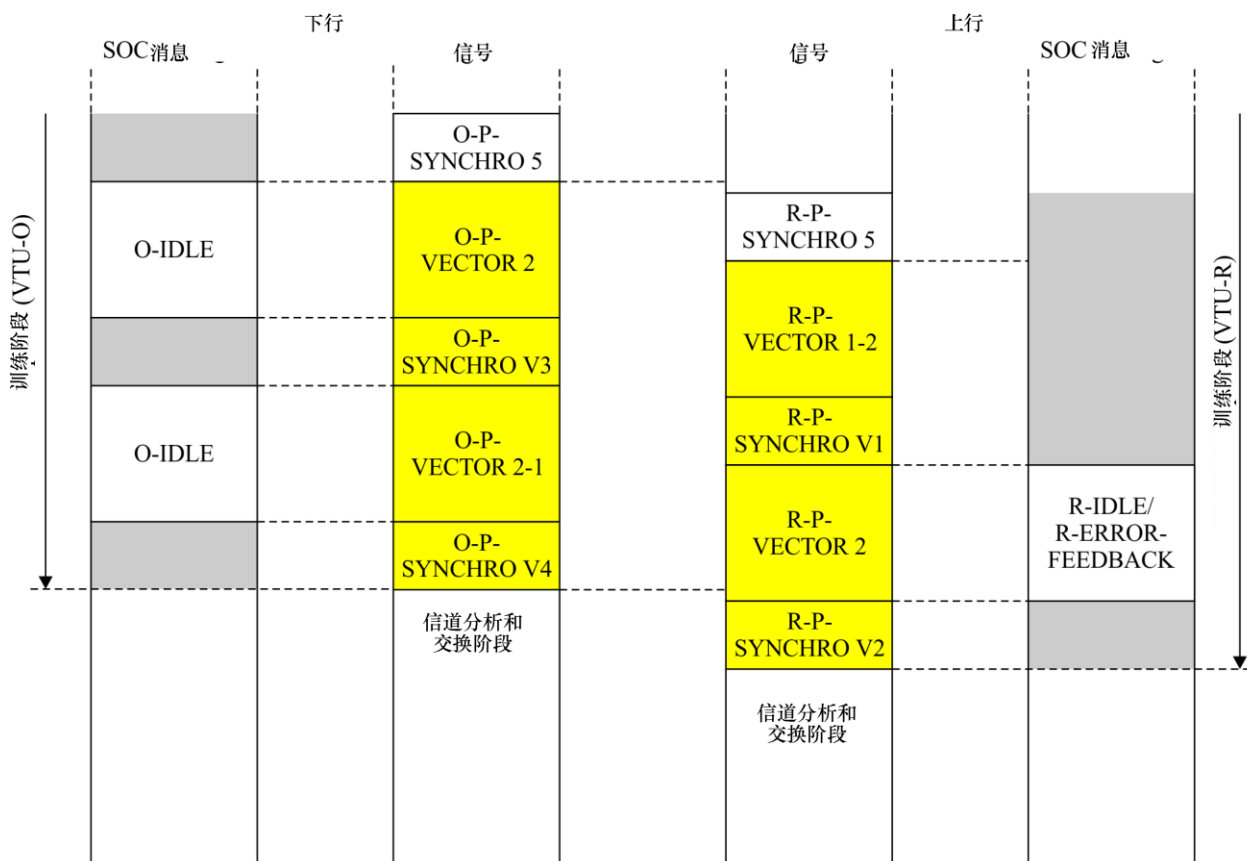 下行
上行
SOC 消息
信号
信号
SOC 消息
O-P-
SYNCHRO 5
O-IDLE
O-P-
VECTOR 2
R-P-
SYNCHRO 5
训练阶段 (VTU-O)
训练阶段 (VTU-R)
O-P-
SYNCHRO V3
R-P-
VECTOR 1-2
O-IDLE
O-P-
VECTOR 2-1
R-P-
SYNCHRO V1
R-P-
VECTOR 2
R-IDLE/
R-ERROR-
FEEDBACK
O-P-
SYNCHRO V4
信道分析和
交换阶段
R-P-
SYNCHRO V2
信道分析和
交换阶段